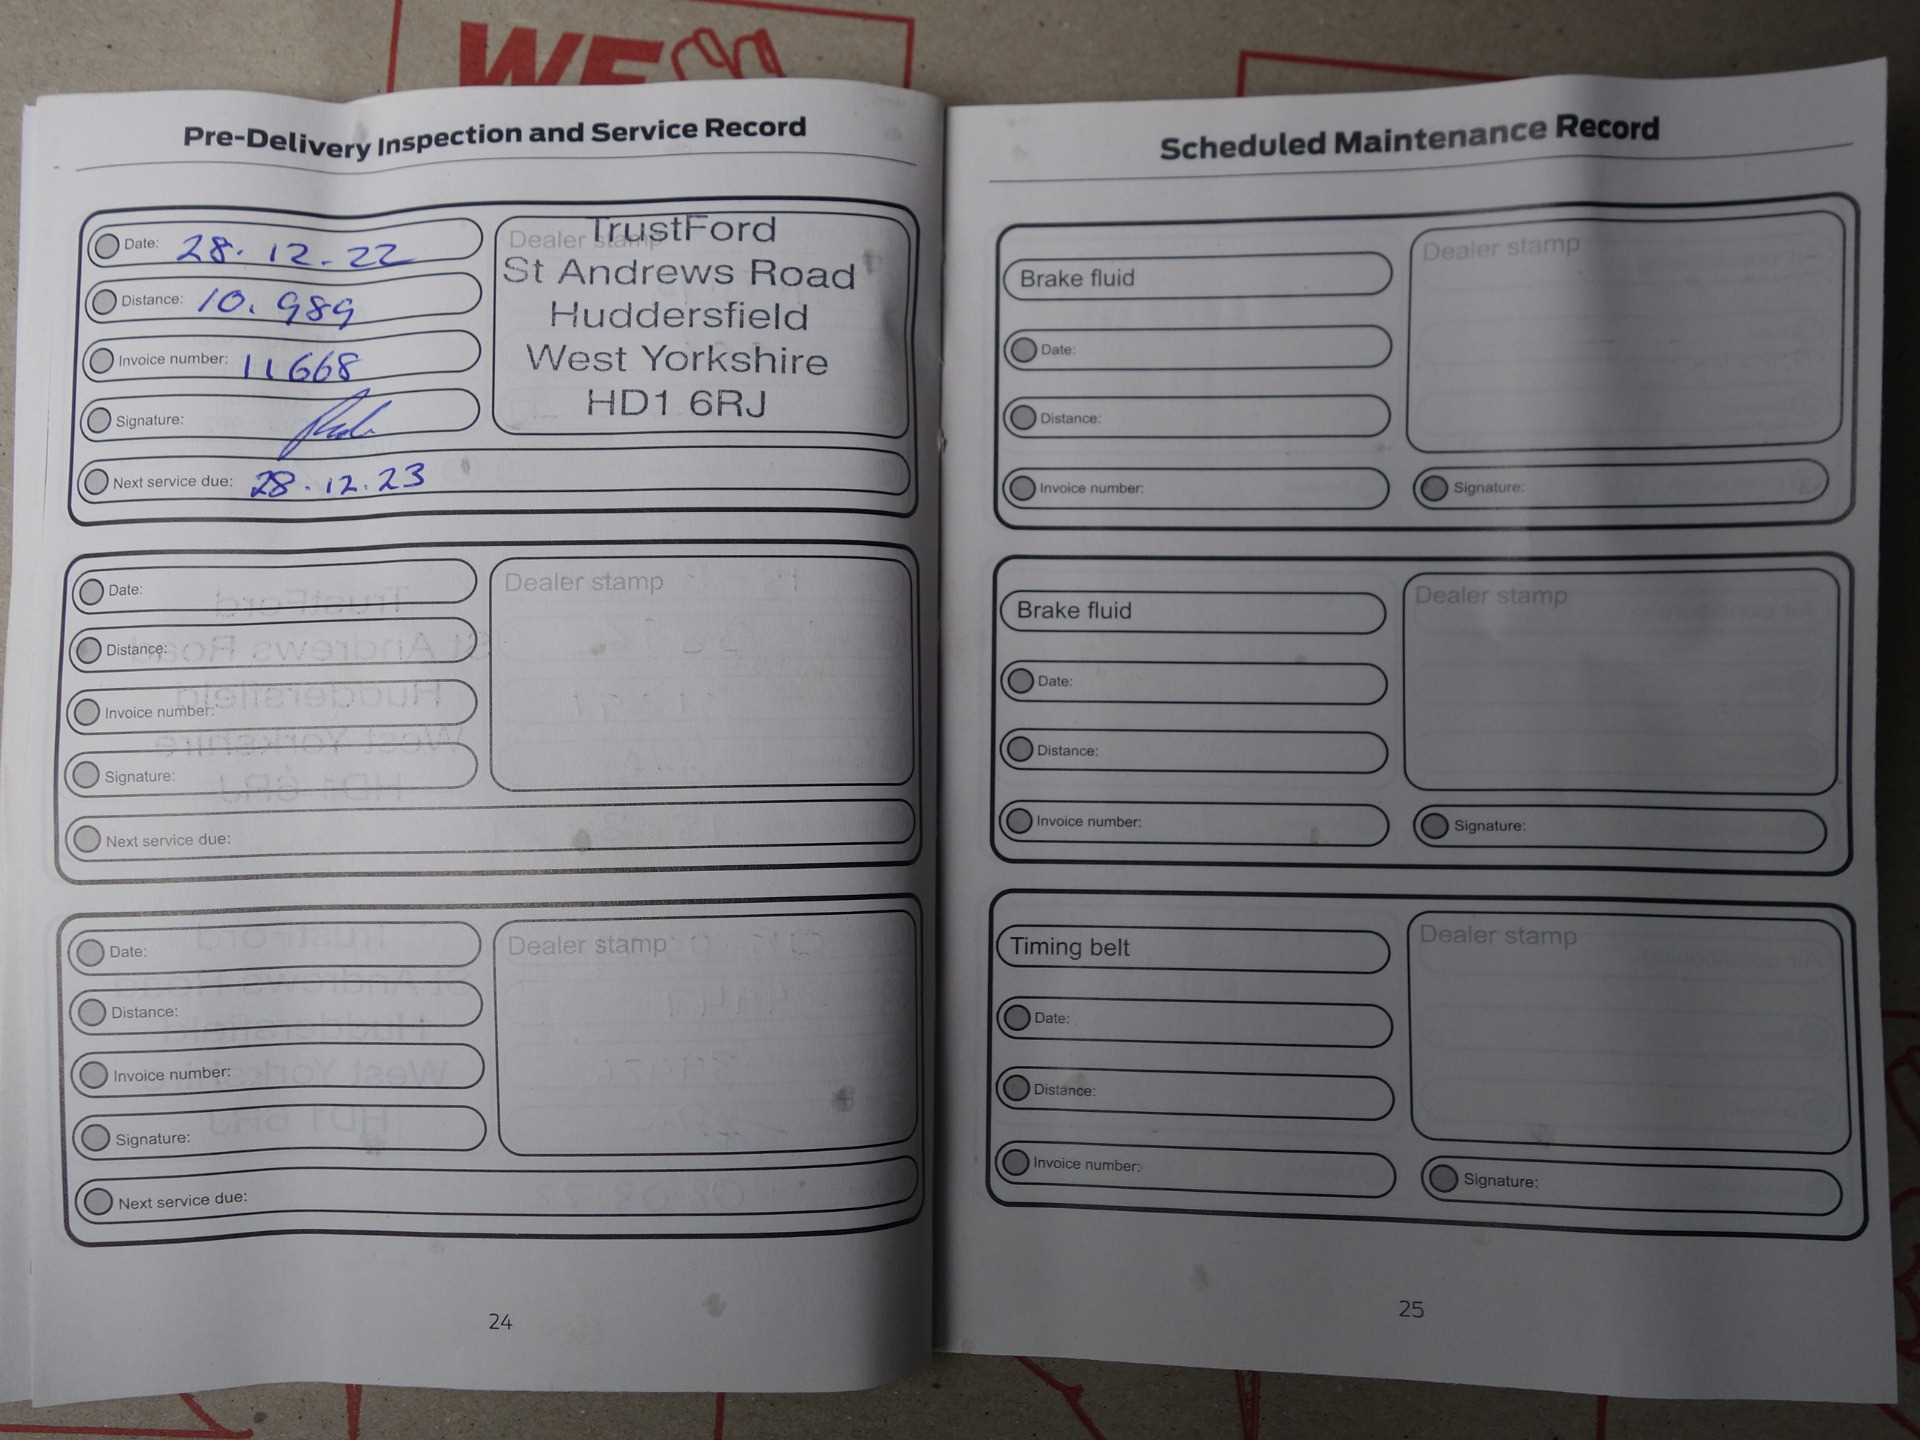 WE
Pre-Delivery Inspection and Service Record
Date: 28.12.22
Distance: 10.989
Invoice number: 11668
Signature:
Next service due: 28.12.23
Dealer stamp
TrustFord
St Andrews Road
Huddersfield
West Yorkshire
HD1 6RJ
Date:
Distance:
Invoice number:
Signature:
Next service due:
Dealer stamp
Date:
Distance:
Invoice number:
Signature:
Next service due:
Dealer stamp
24
Scheduled Maintenance Record
Brake fluid
Date:
Distance:
Invoice number:
Dealer stamp
Signature:
Brake fluid
Date:
Distance:
Invoice number:
Dealer stamp
Signature:
Timing belt
Date:
Distance:
Invoice number:
Dealer stamp
Signature:
25